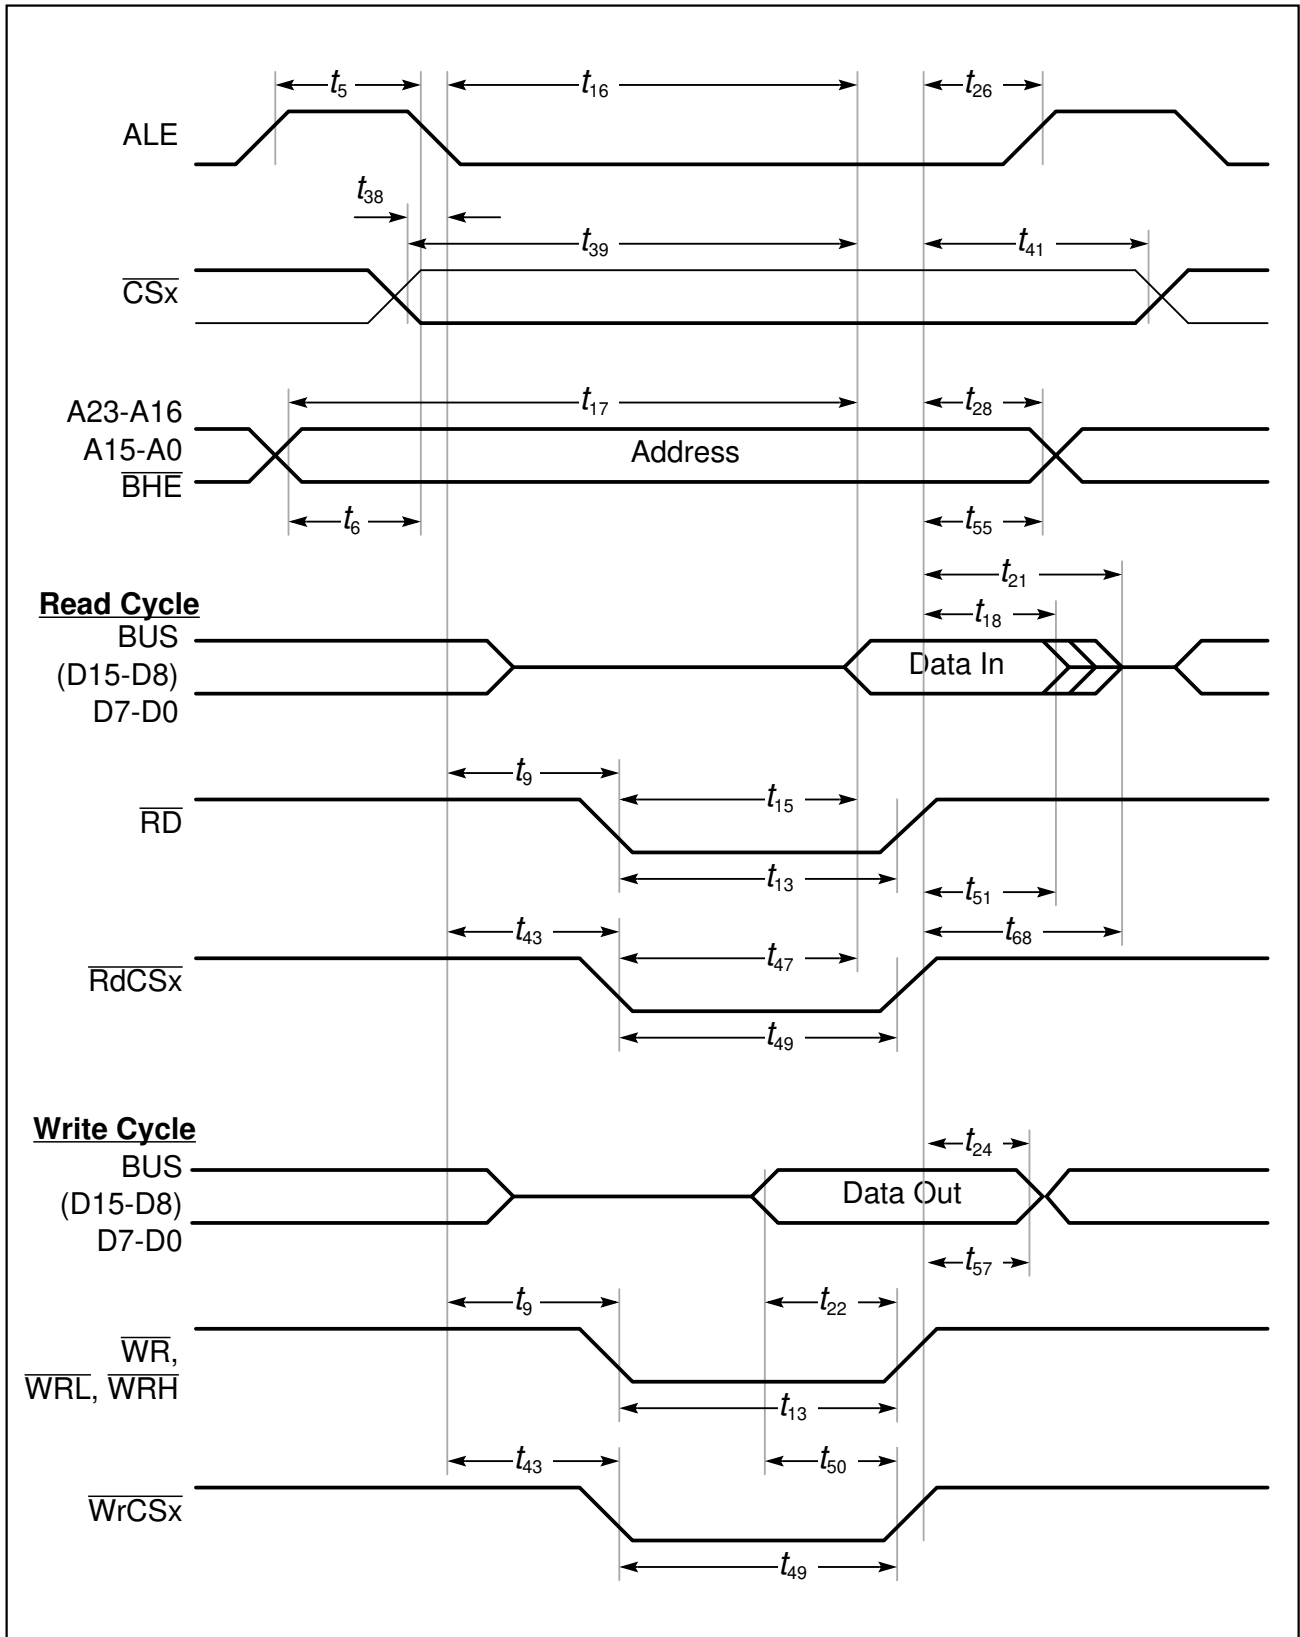 t5 t16 t26
ALE
t38
t39 t41
CSx
t17 t28
A23-A16
A15-A0
BHE
Address
t6 t55
t21
Read Cycle
t18
BUS
(D15-D8)
D7-D0
Data In
t9
t15
RD
t13
t51
t43 t68
t47
RdCSx
t49
Write Cycle
t24
BUS
(D15-D8)
D7-D0
Data Out
t57
t9 t22
WR,
WRL, WRH
t13
t43 t50
WrCSx
t49